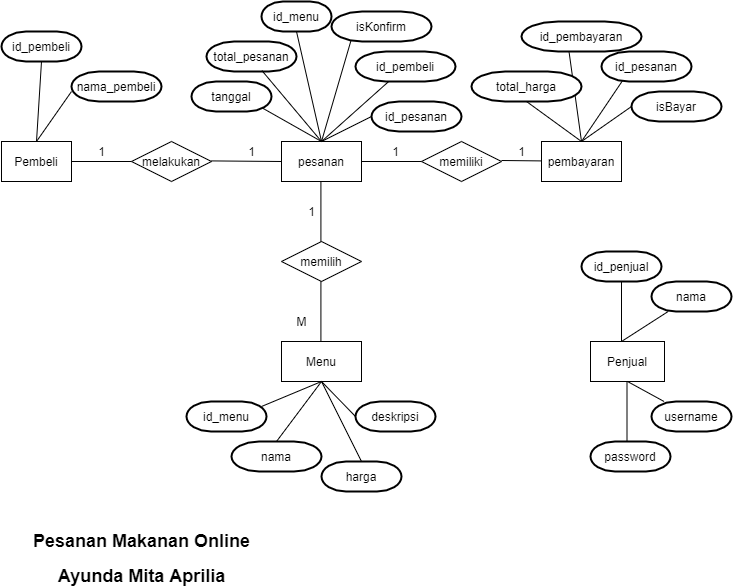 id_menu
isKonfirm
id_pembeli
total_pesanan
id_pembeli
nama_pembeli
tanggal
id_pesanan
id_pembayaran
id_pesanan
total_harga
isBayar
Pembeli
1
melakukan
1
pesanan
1
memiliki
1
pembayaran
1
memilih
M
Menu
id_menu
deskripsi
nama
harga
id_penjual
nama
Penjual
username
password
Pesanan Makanan Online
Ayunda Mita Aprilia